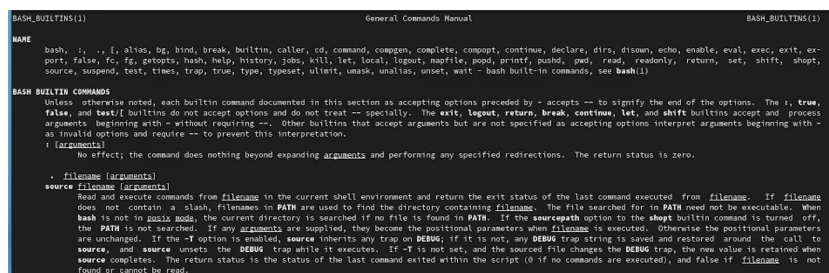 BASH_BUILTINS(1) General Commands Manual BASH_BUILTINS(1)
NAME
bash, :, ., [, alias, bg, bind, break, builtin, caller, cd, command, compgen, complete, compopt, continue, declare, dirs, disown, echo, enable, eval, exec, exit, ex-
port, false, fc, fg, getopts, hash, help, history, jobs, kill, let, local, logout, mapfile, popd, printf, pushd, pwd, read, readonly, return, set, shift, shopt,
source, suspend, test, times, trap, true, type, typeset, ulimit, umask, unalias, unset, wait - bash built-in commands, see bash(1)
BASH BUILTIN COMMANDS
Unless otherwise noted, each builtin command documented in this section as accepting options preceded by - accepts -- to signify the end of the options. The :, true,
false, and test/[ builtins do not accept options and do not treat -- specially. The exit, logout, return, break, continue, let, and shift builtins accept and process
arguments beginning with - without requiring --. Other builtins that accept arguments but are not specified as accepting options interpret arguments beginning with -
as invalid options and require -- to prevent this interpretation.
: [arguments]
No effect; the command does nothing beyond expanding arguments and performing any specified redirections. The return status is zero.
. filename [arguments]
source filename [arguments]
Read and execute commands from filename in the current shell environment and return the exit status of the last command executed from filename. If filename
does not contain a slash, filenames in PATH are used to find the directory containing filename. The file searched for in PATH need not be executable. When
bash is not in posix mode, the current directory is searched if no file is found in PATH. If the sourcepath option to the shopt builtin command is turned off,
the PATH is not searched. If any arguments are supplied, they become the positional parameters when filename is executed. Otherwise the positional parameters
are unchanged. If the -T option is enabled, source inherits any trap on DEBUG; if it is not, any DEBUG trap string is saved and restored around the call to
source, and source unsets the DEBUG trap while it executes. If -T is not set, and the sourced file changes the DEBUG trap, the new value is retained when
source completes. The return status is the status of the last command exited within the script (0 if no commands are executed), and false if filename is not
found or cannot be read.